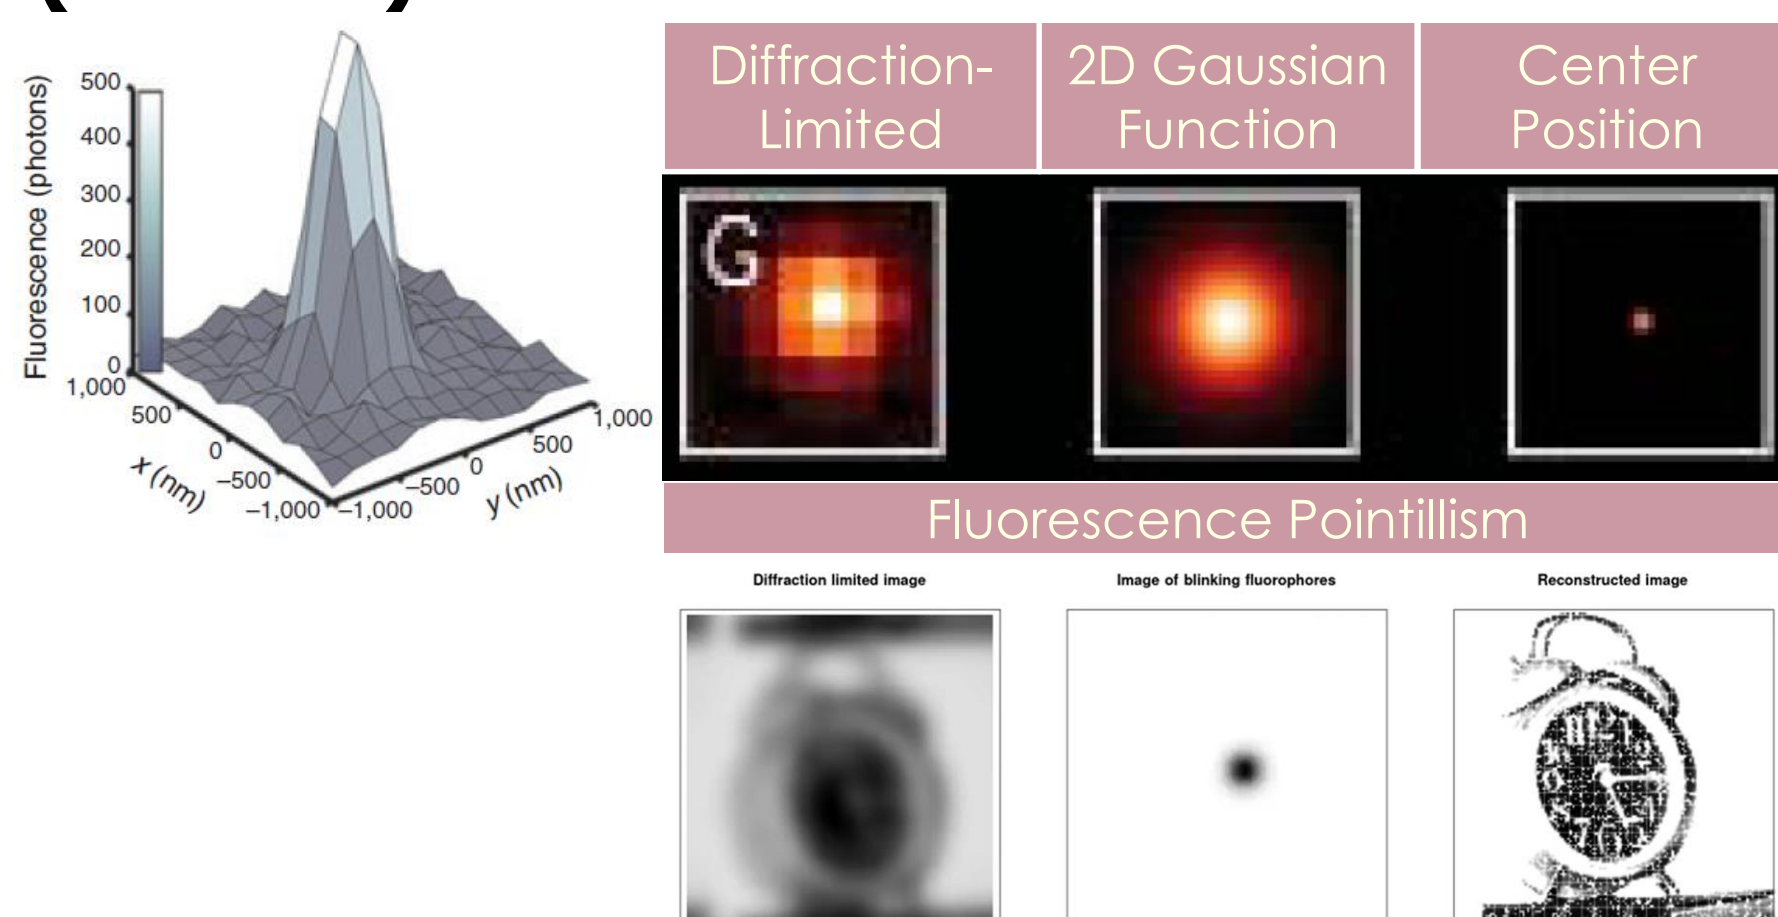 Fluorescence (photons)
500
400
300
200
100
0
1,000
500
0
–500
–1,000
x (nm)
–1,000
–500
0
500
1,000
y (nm)
Diffraction-
Limited
2D Gaussian
Function
Center
Position
G
Fluorescence Pointillism
Diffraction limited image
Image of blinking fluorophores
Reconstructed image